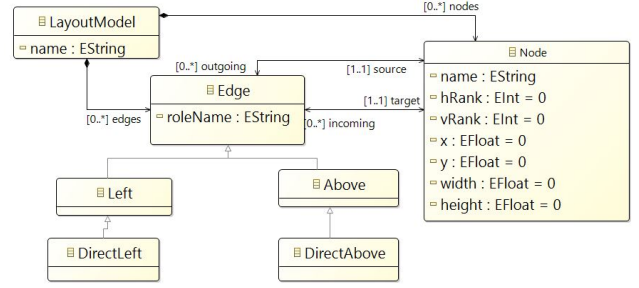 [0..*] nodes
LayoutModel
name : EString
[0..*] outgoing
[1..1] source
[0..*] edges
Edge
roleName : EString
[1..1] target
[0..*] incoming
Node
name : EString
hRank : EInt = 0
vRank : EInt = 0
x : EFloat = 0
y : EFloat = 0
width : EFloat = 0
height : EFloat = 0
Left
Above
DirectLeft
DirectAbove